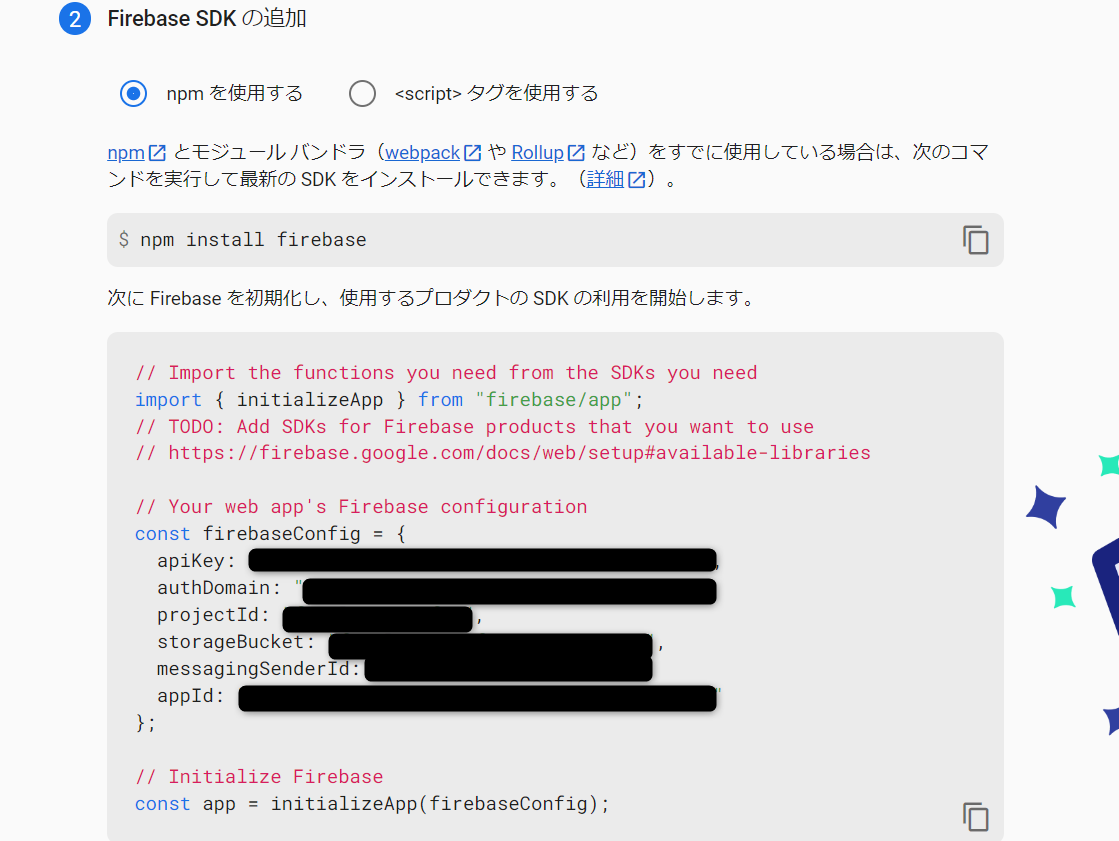 2 Firebase SDK の追加
npm を使用する <script> タグを使用する
npm とモジュール バンドラ（webpack や Rollup など）をすでに使用している場合は、次のコマ
ンドを実行して最新の SDK をインストールできます。（詳細）。
$ npm install firebase
次に Firebase を初期化し、使用するプロダクトの SDK の利用を開始します。
// Import the functions you need from the SDKs you need
import { initializeApp } from "firebase/app";
// TODO: Add SDKs for Firebase products that you want to use
// https://firebase.google.com/docs/web/setup#available-libraries
// Your web app's Firebase configuration
const firebaseConfig = {
apiKey: ,
authDomain: "
projectId: ,
storageBucket: ",
messagingSenderId:
appId: "
};
// Initialize Firebase
const app = initializeApp(firebaseConfig);